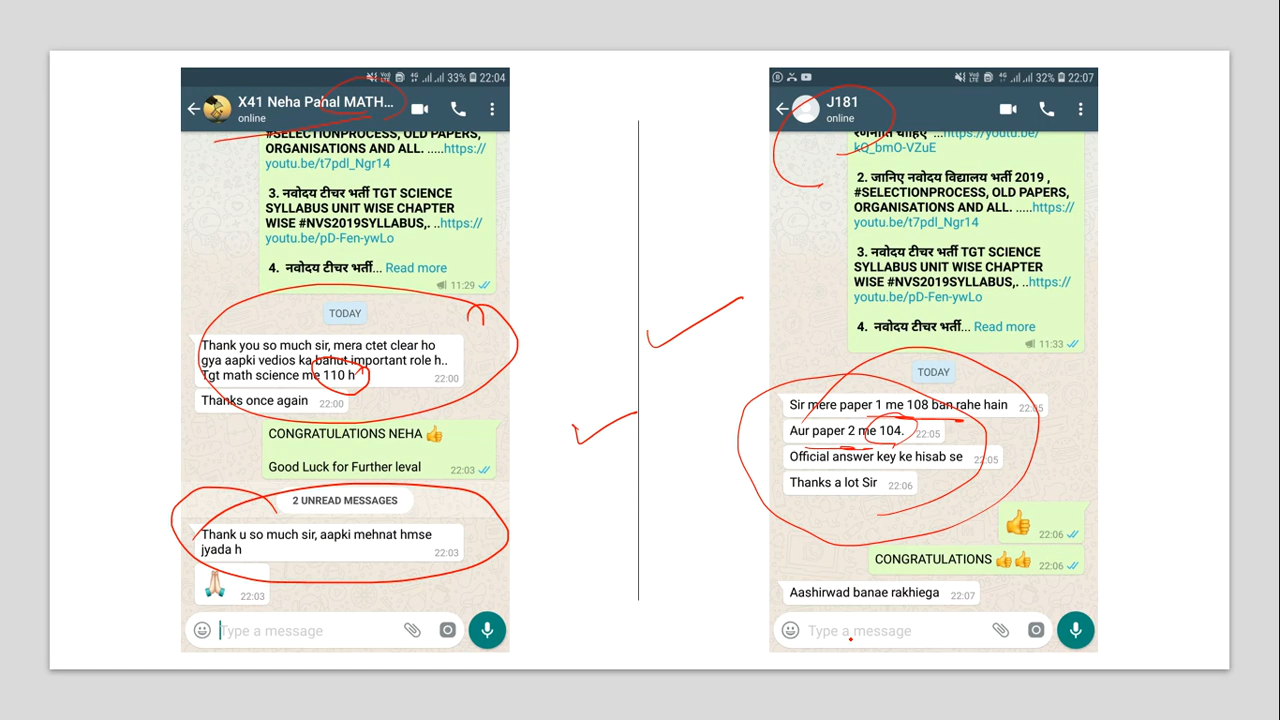 33% 22:04
X41 Neha Pahal MATH...
online
#SELECTIONPROCESS, OLD PAPERS,
ORGANISATIONS AND ALL. .....https://
youtu.be/t7pdl_Ngr14
3. नवोदय टीचर भर्ती TGT SCIENCE
SYLLABUS UNIT WISE CHAPTER
WISE #NVS2019SYLLABUS,. ..https://
youtu.be/pD-Fen-ywLo
4. नवोदय टीचर भर्ती... Read more
11:29
TODAY
Thank you so much sir, mera ctet clear ho
gya aapki vedios ka bahut important role h..
Tgt math science me 110 h
22:00
Thanks once again 22:00
CONGRATULATIONS NEHA 👍
Good Luck for Further leval 22:03
2 UNREAD MESSAGES
Thank u so much sir, aapki mehnat hmse
jyada h 22:03
🙏 22:03
Type a message
32% 22:07
J181
online
रणनीति चाहिए ...https://youtu.be/
kQ_bmO-VZuE
2. जानिए नवोदय विद्यालय भर्ती 2019 ,
#SELECTIONPROCESS, OLD PAPERS,
ORGANISATIONS AND ALL. .....https://
youtu.be/t7pdl_Ngr14
3. नवोदय टीचर भर्ती TGT SCIENCE
SYLLABUS UNIT WISE CHAPTER
WISE #NVS2019SYLLABUS,. ..https://
youtu.be/pD-Fen-ywLo
4. नवोदय टीचर भर्ती... Read more
11:33
TODAY
Sir mere paper 1 me 108 ban rahe hain 22:05
Aur paper 2 me 104. 22:05
Official answer key ke hisab se 22:05
Thanks a lot Sir 22:06
👍 22:06
CONGRATULATIONS 👍👍 22:06
Aashirwad banae rakhiega 22:07
Type a message